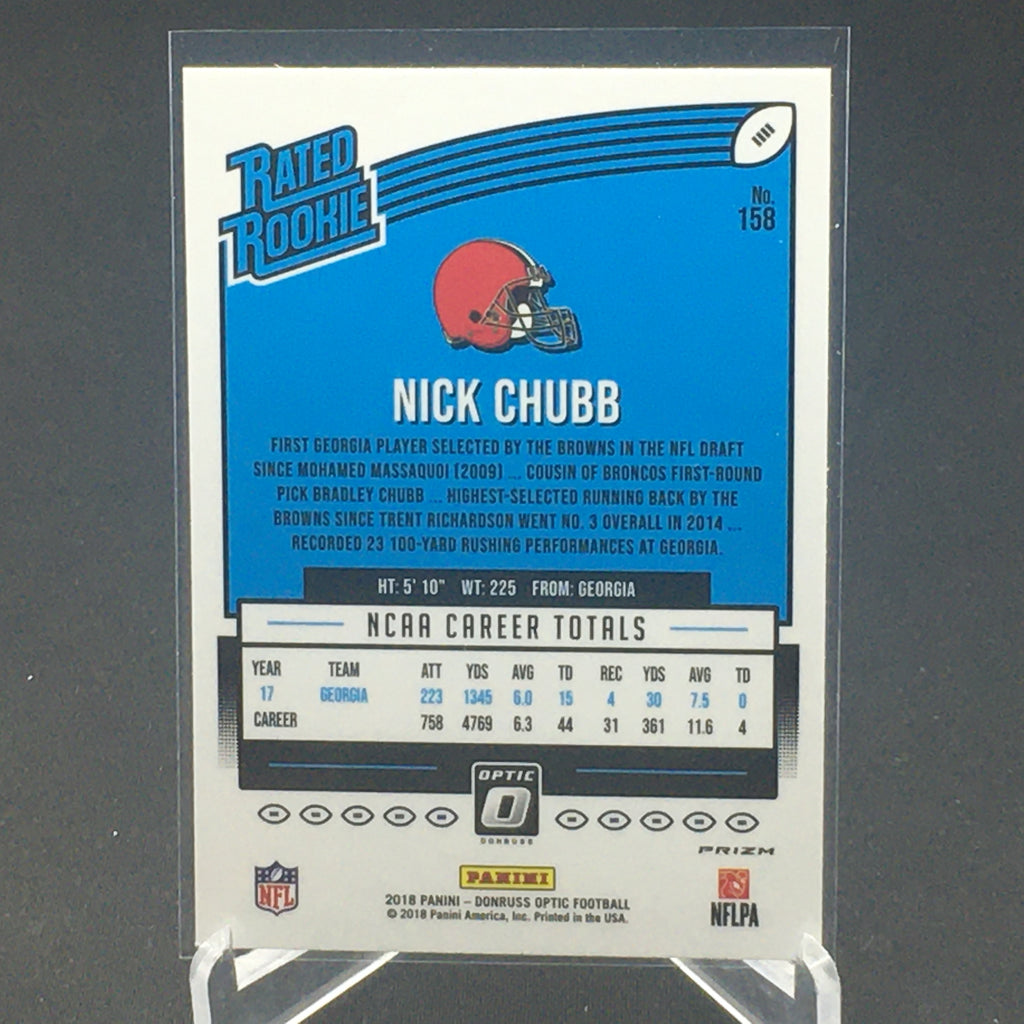 RATED
ROOKIE
No.
158
NICK CHUBB
FIRST GEORGIA PLAYER SELECTED BY THE BROWNS IN THE NFL DRAFT
SINCE MOHAMED MASSAQUOI (2009) ... COUSIN OF BRONCOS FIRST-ROUND
PICK BRADLEY CHUBB ... HIGHEST-SELECTED RUNNING BACK BY THE
BROWNS SINCE TRENT RICHARDSON WENT NO. 3 OVERALL IN 2014 ...
RECORDED 23 100-YARD RUSHING PERFORMANCES AT GEORGIA.
HT: 5' 10" WT: 225 FROM: GEORGIA
NCAA CAREER TOTALS
YEAR TEAM ATT YDS AVG TD REC YDS AVG TD
17 GEORGIA 223 1345 6.0 15 4 30 7.5 0
CAREER 758 4769 6.3 44 31 361 11.6 4
OPTIC
O
DONRUSS
PRIZM
NFL
PANINI
2018 PANINI – DONRUSS OPTIC FOOTBALL
© 2018 Panini America, Inc. Printed in the USA.
NFLPA